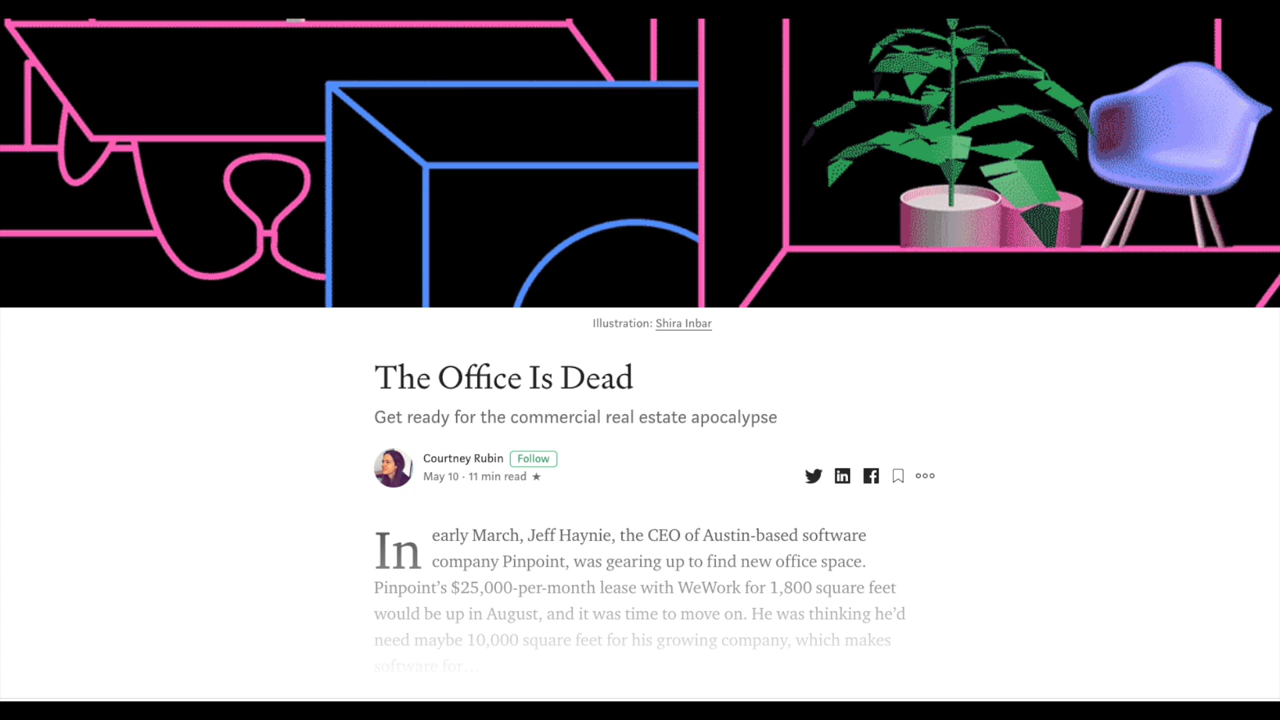 Illustration: Shira Inbar
The Office Is Dead
Get ready for the commercial real estate apocalypse
Courtney Rubin Follow
May 10 · 11 min read ★
In early March, Jeff Haynie, the CEO of Austin-based software
company Pinpoint, was gearing up to find new office space.
Pinpoint’s $25,000-per-month lease with WeWork for 1,800 square feet
would be up in August, and it was time to move on. He was thinking he’d
need maybe 10,000 square feet for his growing company, which makes
software for…